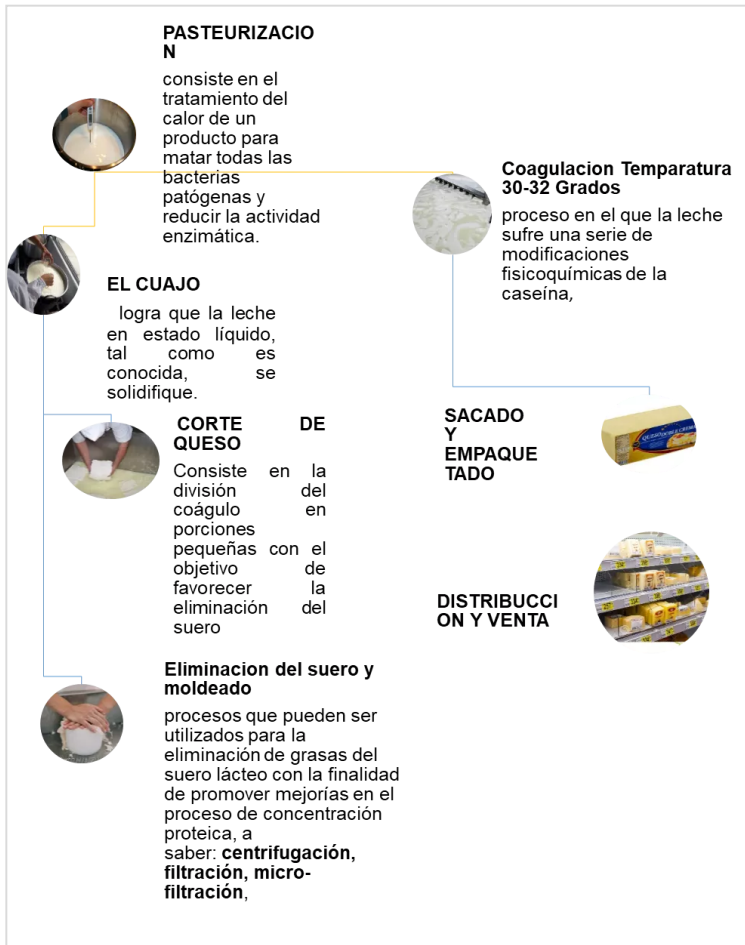 PASTEURIZACIO
N
consiste en el
tratamiento del
calor de un
producto para
matar todas las
bacterias
patógenas y
reducir la actividad
enzimática.
Coagulacion Temparatura
30-32 Grados
proceso en el que la leche
sufre una serie de
modificaciones
fisicoquímicas de la
caseína,
EL CUAJO
logra que la leche
en estado líquido,
tal como es
conocida, se
solidifique.
CORTE DE
QUESO
Consiste en la
división del
coágulo en
porciones
pequeñas con el
objetivo de
favorecer la
eliminación del
suero
SACADO
Y
EMPAQUE
TADO
DISTRIBUCCI
ON Y VENTA
Eliminacion del suero y
moldeado
procesos que pueden ser
utilizados para la
eliminación de grasas del
suero lácteo con la finalidad
de promover mejorías en el
proceso de concentración
proteica, a
saber: centrifugación,
filtración, micro-
filtración,